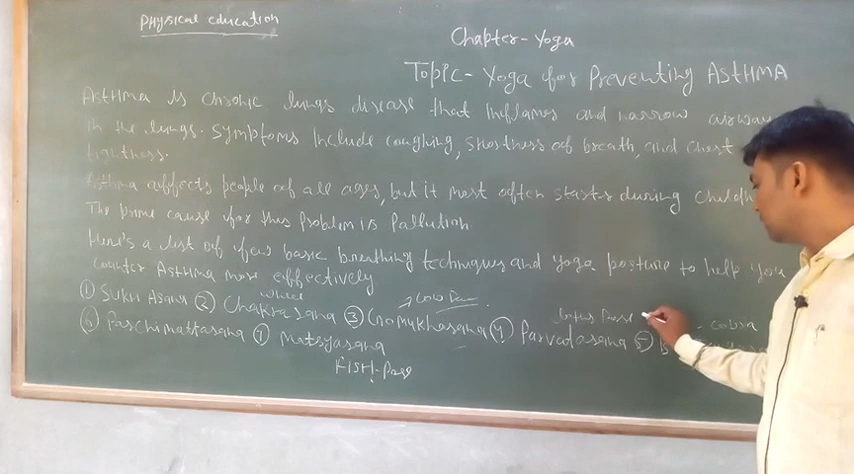 Physical education
Chapter-Yoga
Topic-Yoga for Preventing ASTHMA
Asthma is chronic lungs disease that inflames and narrow airway
in the lungs. Symptoms include coughing, shostness of breath, and chest
tightness.
Asthma affects people of all ages, but it most often starts during childh
The prime cause for this Problem is Pallution.
Here's a list of few basic breathing techniques and yoga posture to help you
counter Asthma more effectively
wheel
Cow Pose
lotus Pose
- cobra
① Sukh Asana ② Chakrasana ③ Gomukhasana ④ Parvatasana ⑤
⑥ Paschimattasana ⑦ Matsyasana
FISH-Pose